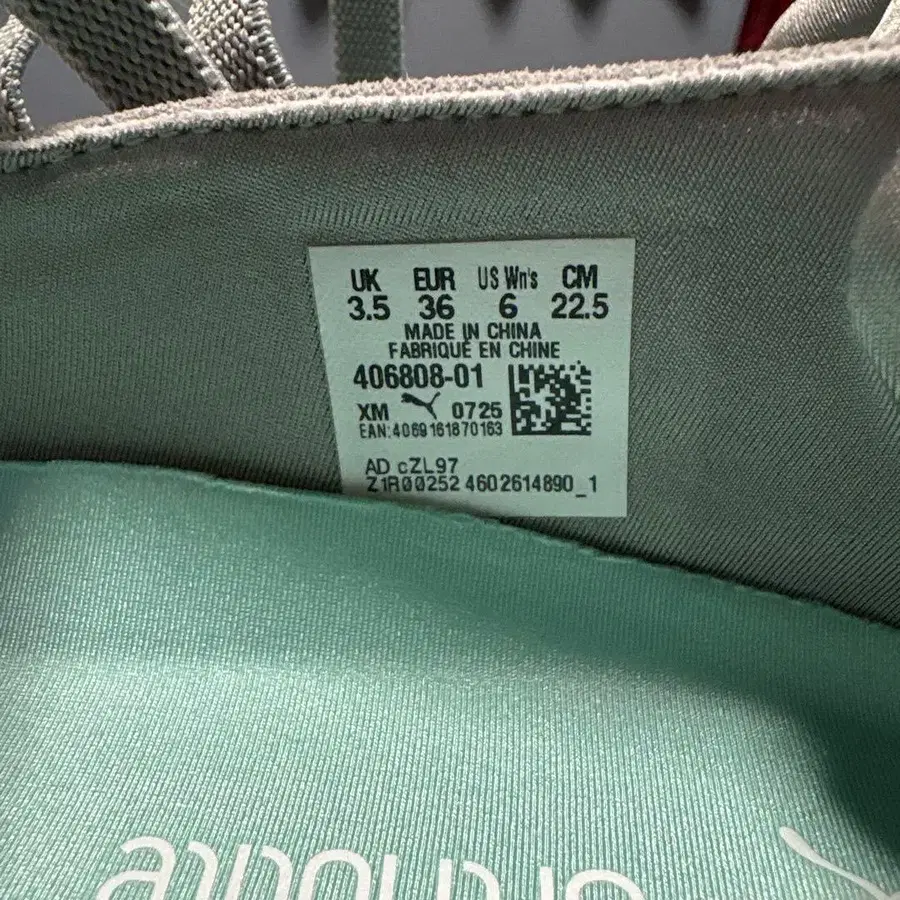 UK EUR US Wn's CM
3.5 36 6 22.5
MADE IN CHINA
FABRIQUÉ EN CHINE
406808-01
XM 0725
EAN:4069161870163
AD cZL97
Z1R00252 4602614890_1